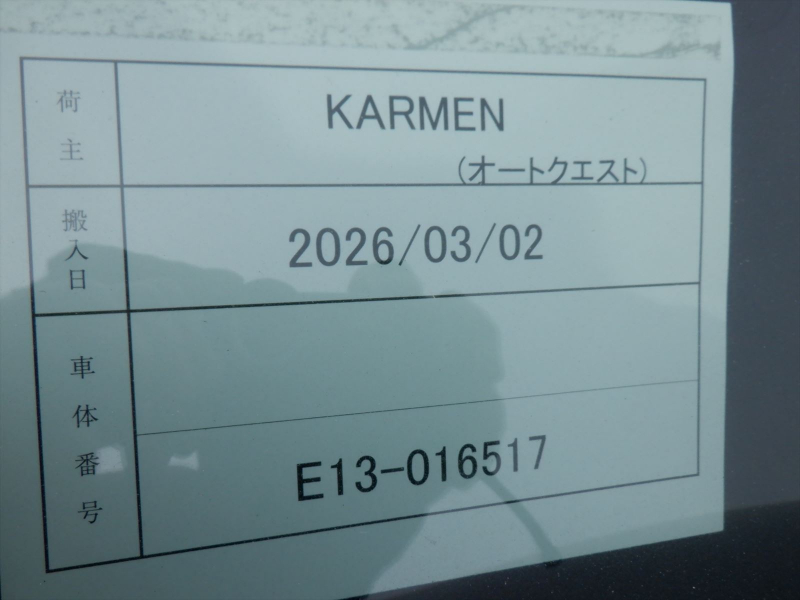 荷主
KARMEN
(オートクエスト)
搬入日
2026/03/02
車体番号
E13-016517